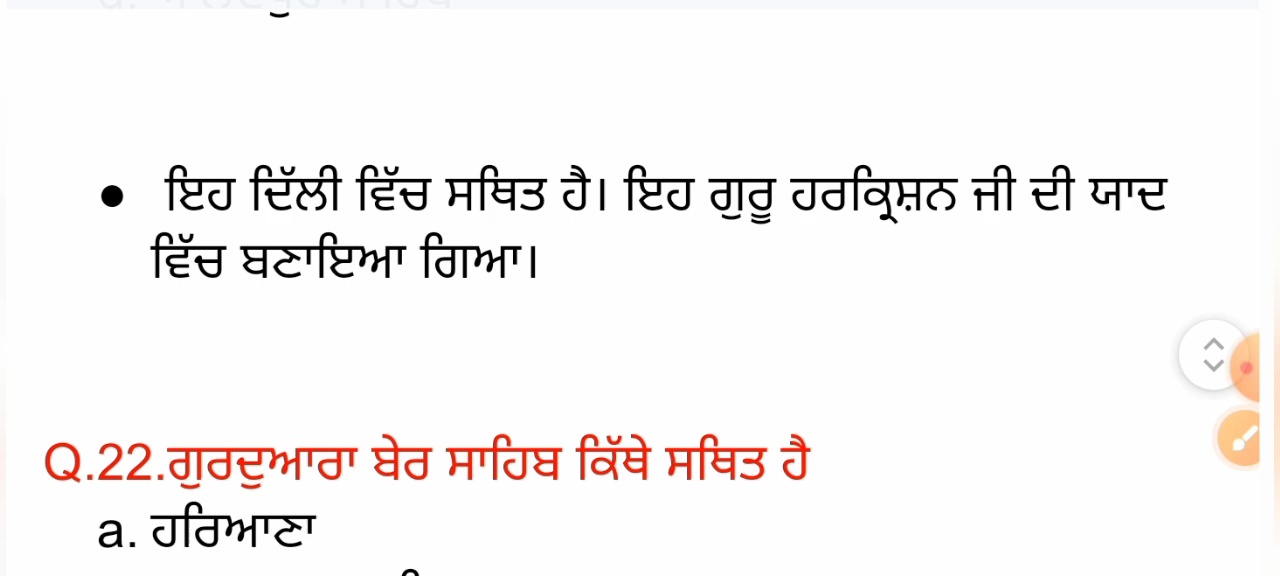 ਇਹ ਦਿੱਲੀ ਵਿੱਚ ਸਥਿਤ ਹੈ। ਇਹ ਗੁਰੂ ਹਰਕ੍ਰਿਸ਼ਨ ਜੀ ਦੀ ਯਾਦ
ਵਿੱਚ ਬਣਾਇਆ ਗਿਆ।
Q.22.ਗੁਰਦੁਆਰਾ ਬੇਰ ਸਾਹਿਬ ਕਿੱਥੇ ਸਥਿਤ ਹੈ
a. ਹਰਿਆਣਾ